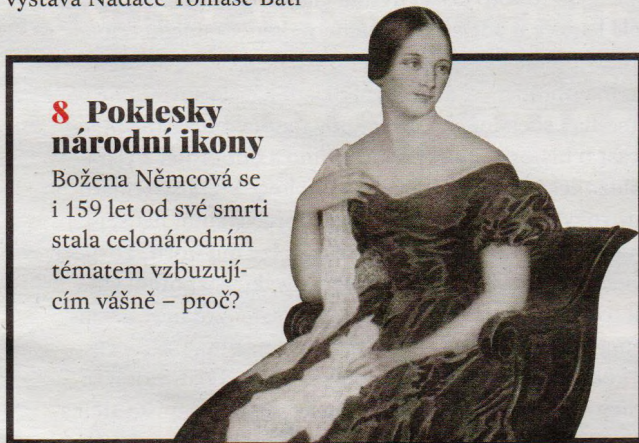 výstava Nadace Tomáše Bati
8 Poklesky
národní ikony
Božena Němcová se
i 159 let od své smrti
stala celonárodním
tématem vzbuzují-
cím vášně – proč?